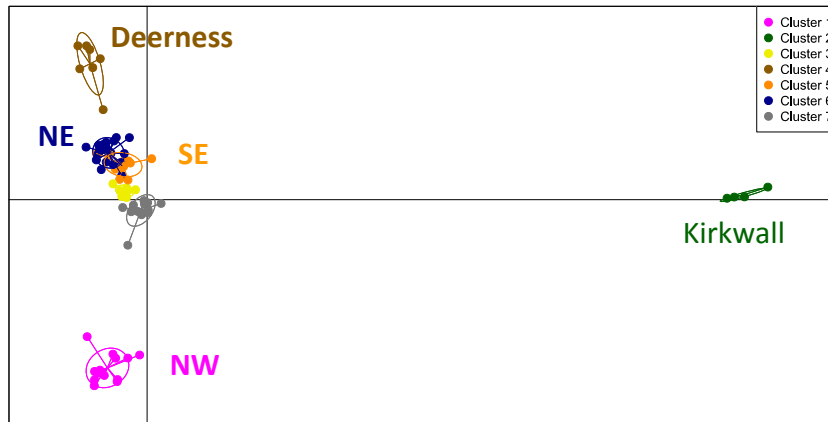 Deerness
NE
SE
Kirkwall
NW
Cluster 1
Cluster 2
Cluster 3
Cluster 4
Cluster 5
Cluster 6
Cluster 7